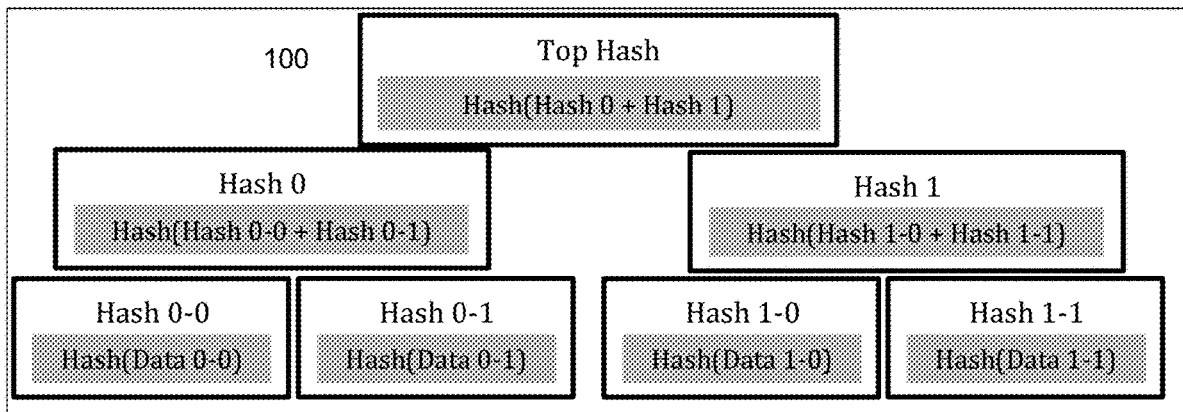 100
Top Hash
Hash(Hash 0 + Hash 1)
Hash 0
Hash(Hash 0-0 + Hash 0-1)
Hash 1
Hash(Hash 1-0 + Hash 1-1)
Hash 0-0
Hash(Data 0-0)
Hash 0-1
Hash(Data 0-1)
Hash 1-0
Hash(Data 1-0)
Hash 1-1
Hash(Data 1-1)